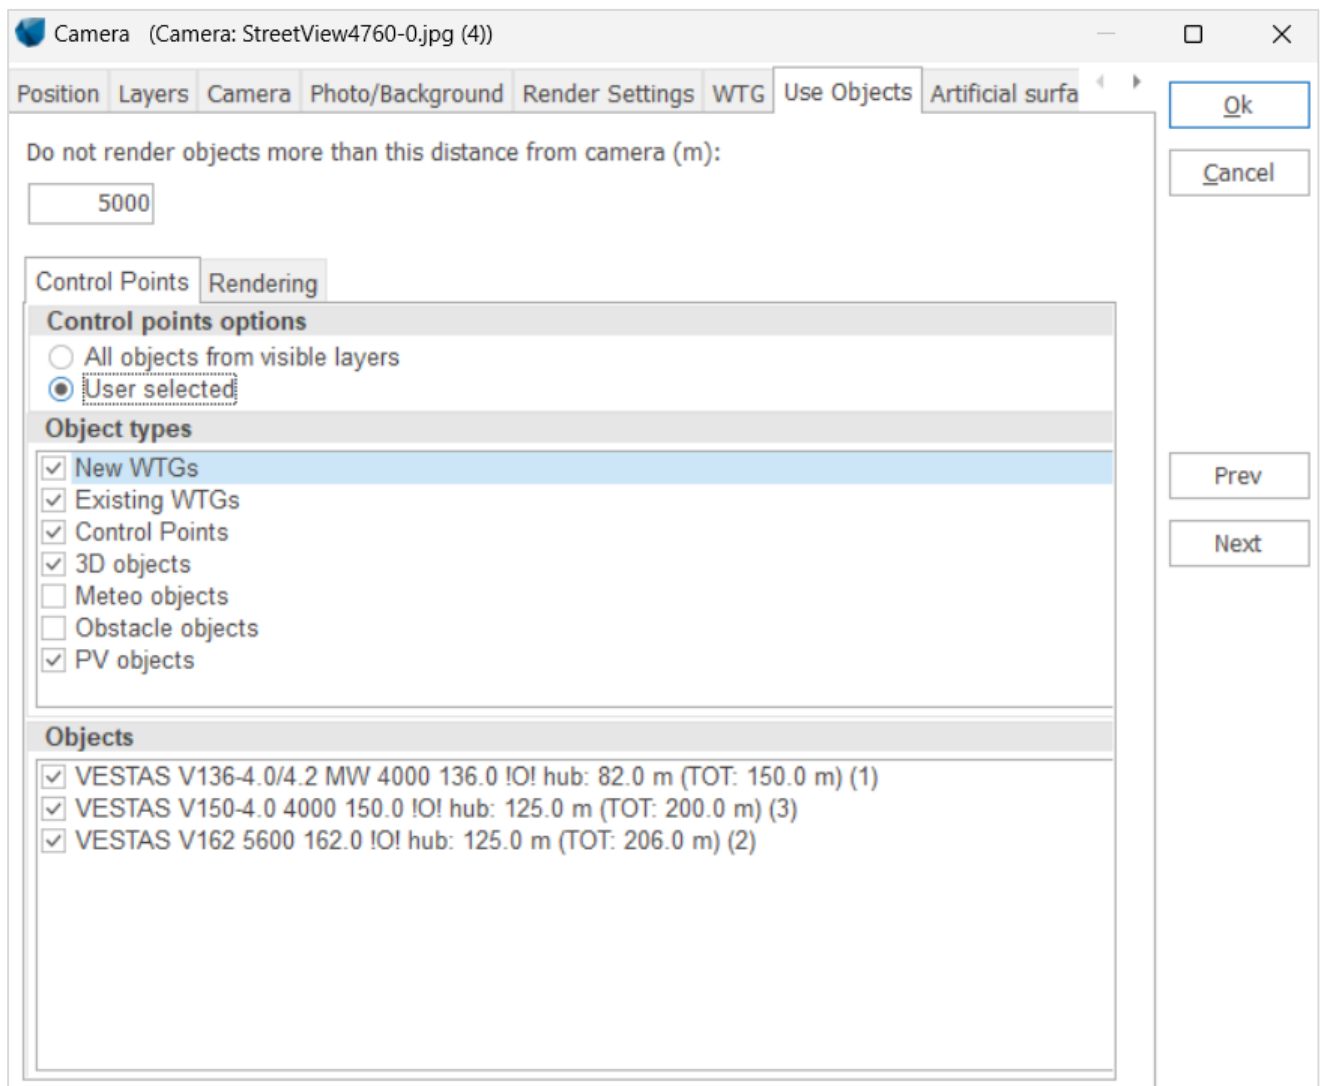 Camera (Camera: StreetView4760-0.jpg (4))
Position Layers Camera Photo/Background Render Settings WTG Use Objects Artificial surfa
Ok
Do not render objects more than this distance from camera (m):
Cancel
5000
Control Points Rendering
Control points options
All objects from visible layers
User selected
Object types
New WTGs
Existing WTGs
Prev
Control Points
Next
3D objects
Meteo objects
Obstacle objects
PV objects
Objects
VESTAS V136-4.0/4.2 MW 4000 136.0 !O! hub: 82.0 m (TOT: 150.0 m) (1)
VESTAS V150-4.0 4000 150.0 !O! hub: 125.0 m (TOT: 200.0 m) (3)
VESTAS V162 5600 162.0 !O! hub: 125.0 m (TOT: 206.0 m) (2)